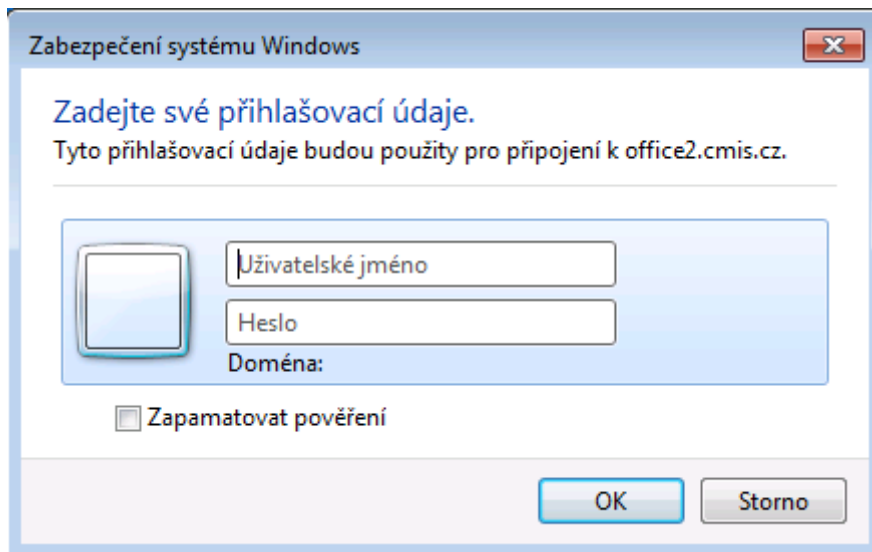 Zabezpečení systému Windows
Zadejte své přihlašovací údaje.
Tyto přihlašovací údaje budou použity pro připojení k office2.cmis.cz.
Uživatelské jméno
Heslo
Doména:
Zapamatovat pověření
OK
Storno